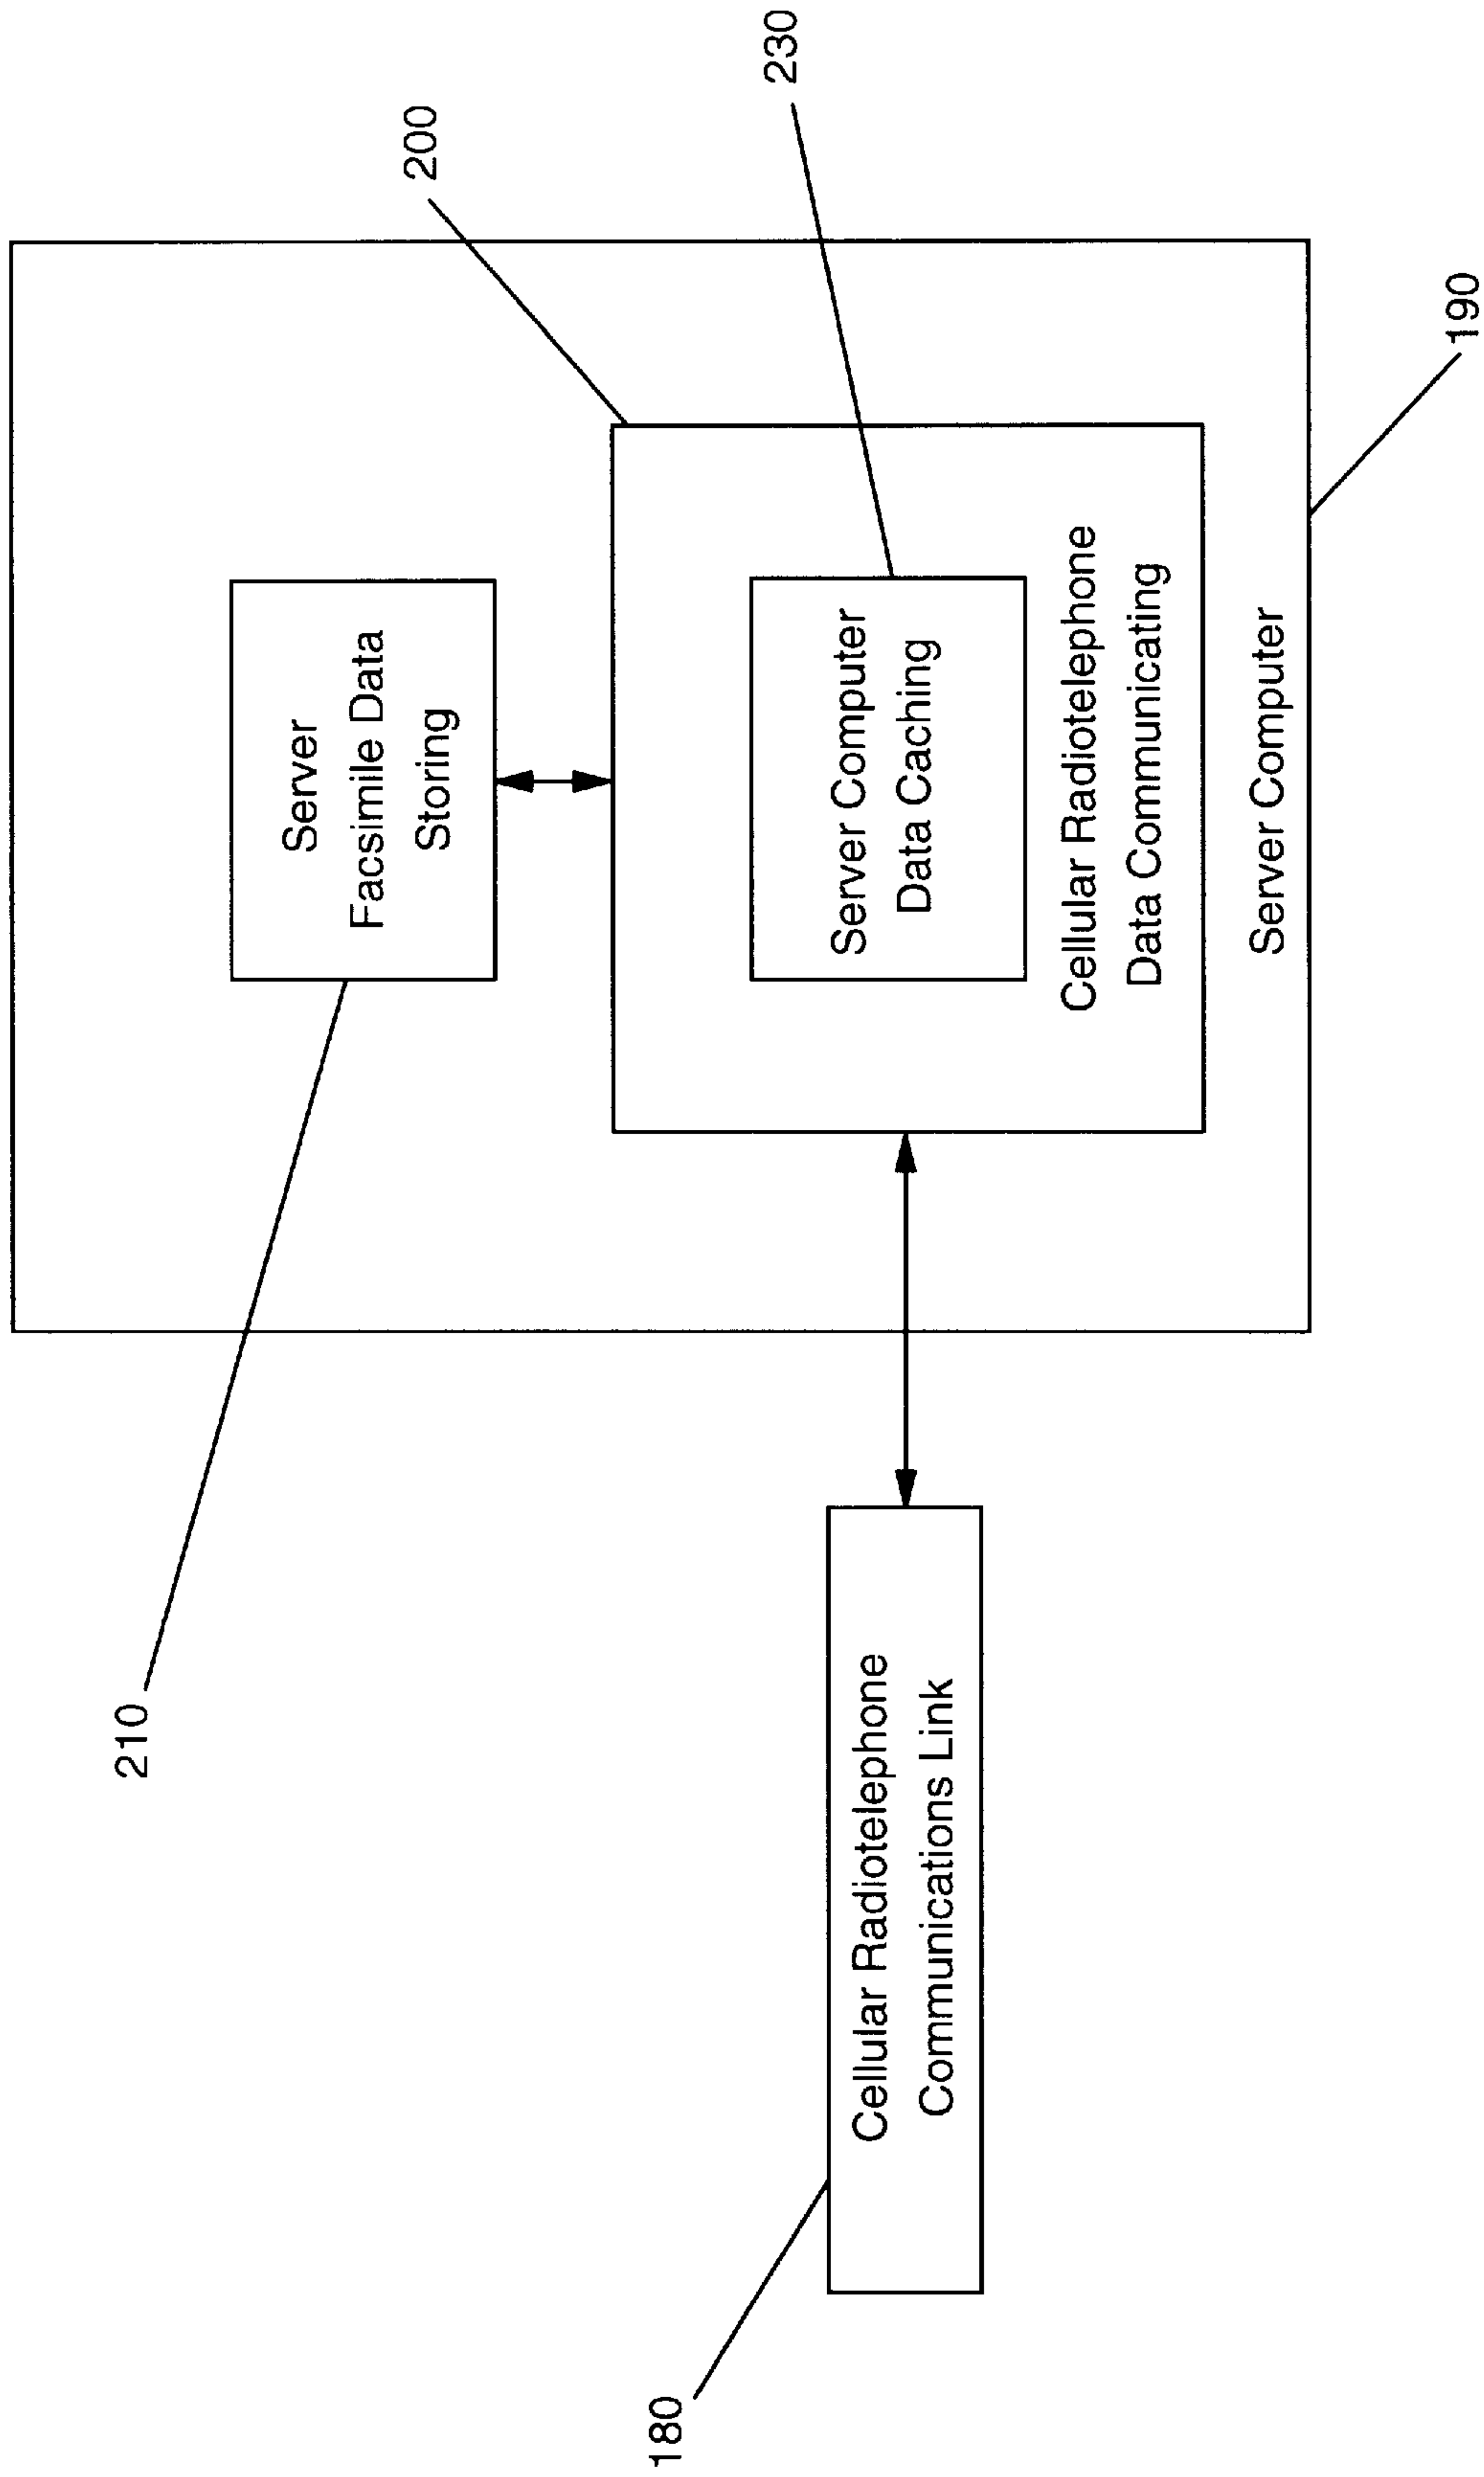 210
200
230
Server
Facsimile Data
Storing
Server Computer
Data Caching
Cellular Radiotelephone
Data Communicating
Server Computer
190
180
Cellular Radiotelephone
Communications Link